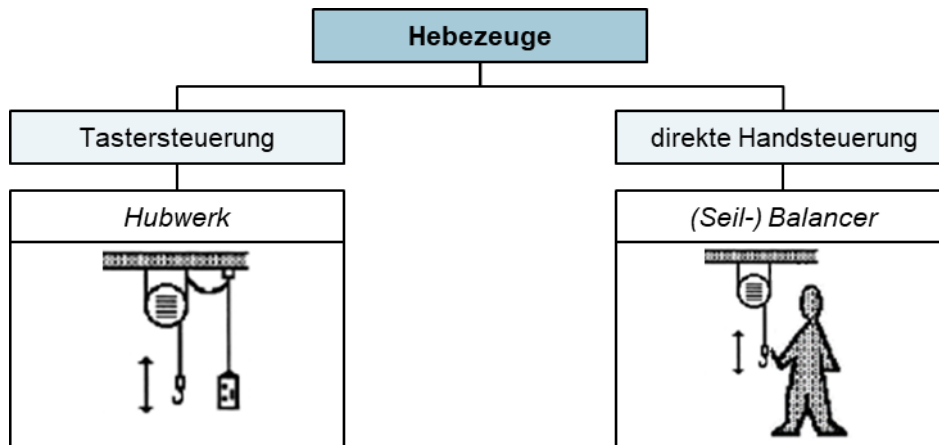 Hebezeuge
Tastersteuerung
direkte Handsteuerung
Hubwerk
(Seil-) Balancer